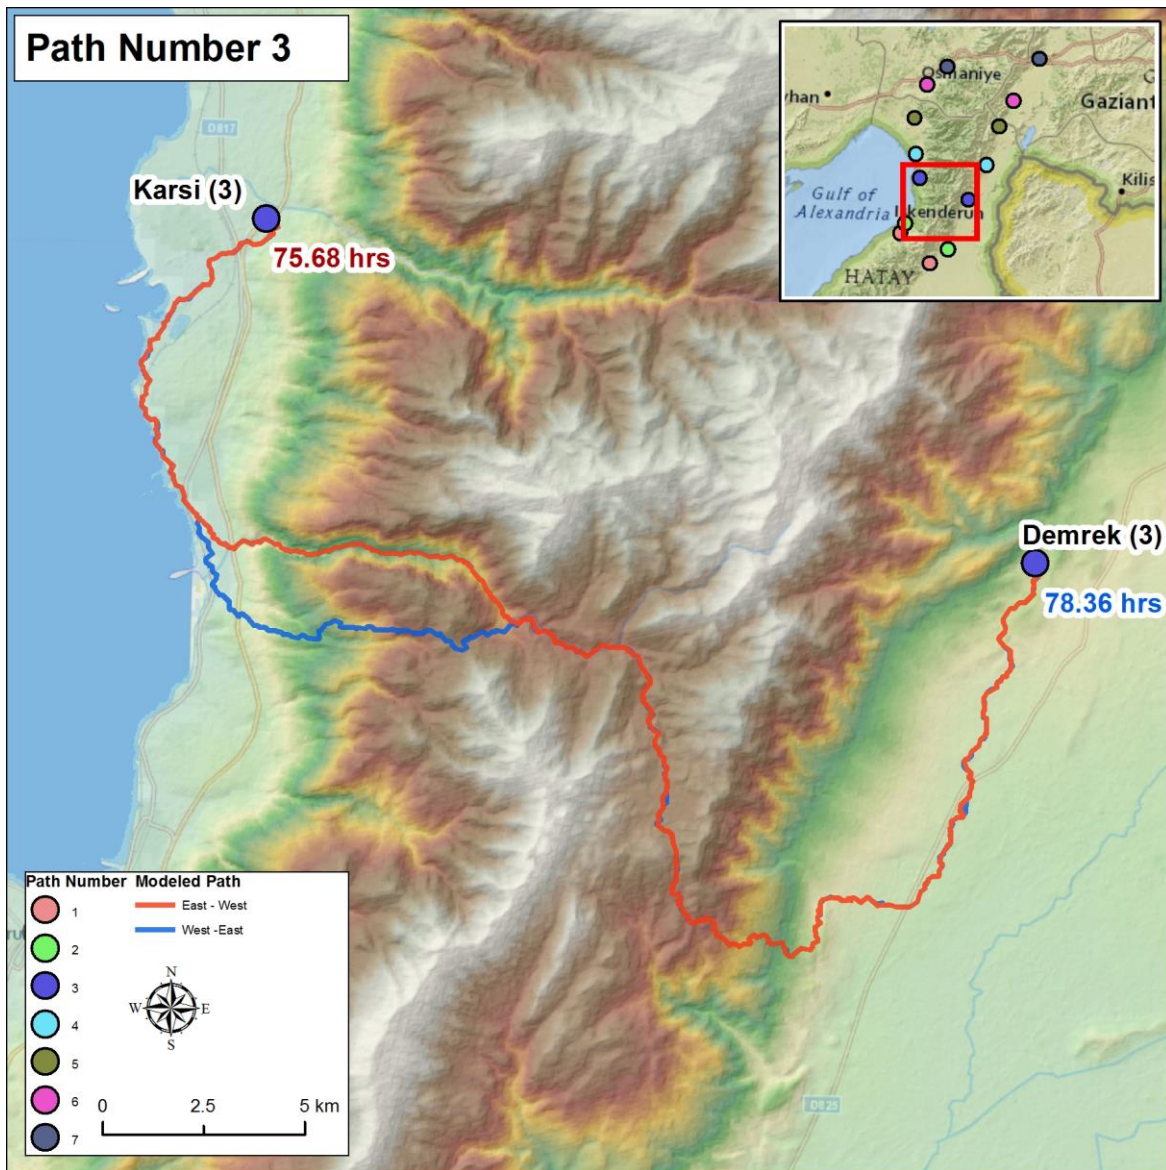 Path Number 3
D817
Karsi (3)
75.68 hrs
Osmaniye
Gaziant
Gulf of
Alexandria
Iskenderun
Kilis
HATAY
Demrek (3)
78.36 hrs
Path Number
Modeled Path
1
East - West
2
West -East
3
4
5
6
7
N
W
E
S
0
2.5
5 km
D825